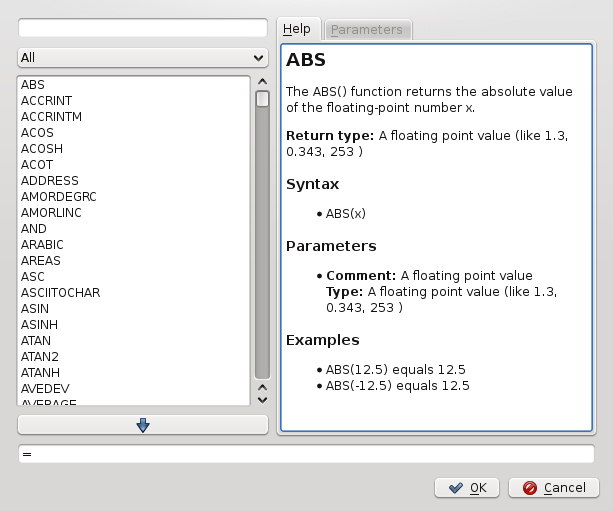 Help
Parameters
All
ABS
ACCRINT
ACCRINTM
ACOS
ACOSH
ACOT
ADDRESS
AMORDEGRC
AMORLINC
AND
ARABIC
AREAS
ASC
ASCIITOCHAR
ASIN
ASINH
ATAN
ATAN2
ATANH
AVEDEV
AVERAGE
ABS
The ABS() function returns the absolute value
of the floating-point number x.
Return type: A floating point value (like 1.3,
0.343, 253 )
Syntax
• ABS(x)
Parameters
• Comment: A floating point value
Type: A floating point value (like 1.3,
0.343, 253 )
Examples
• ABS(12.5) equals 12.5
• ABS(-12.5) equals 12.5
=
OK
Cancel